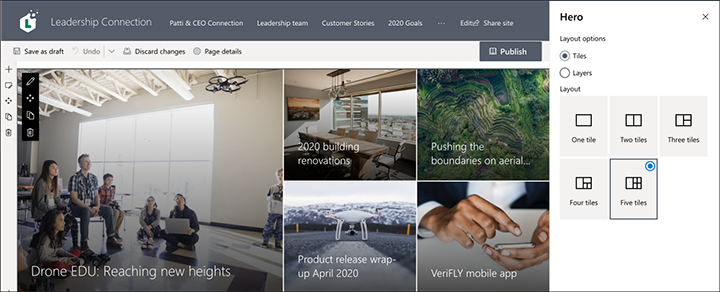 Leadership Connection
Patti & CEO Connection
Leadership team
Customer Stories
2020 Goals
···
Edit
Share site
Save as draft
Undo
Discard changes
Page details
Publish
Drone EDU: Reaching new heights
2020 building
renovations
Pushing the
boundaries on aerial...
Product release wrap-
up April 2020
VeriFLY mobile app
Hero
Layout options
Tiles
Layers
Layout
One tile
Two tiles
Three tiles
Four tiles
Five tiles